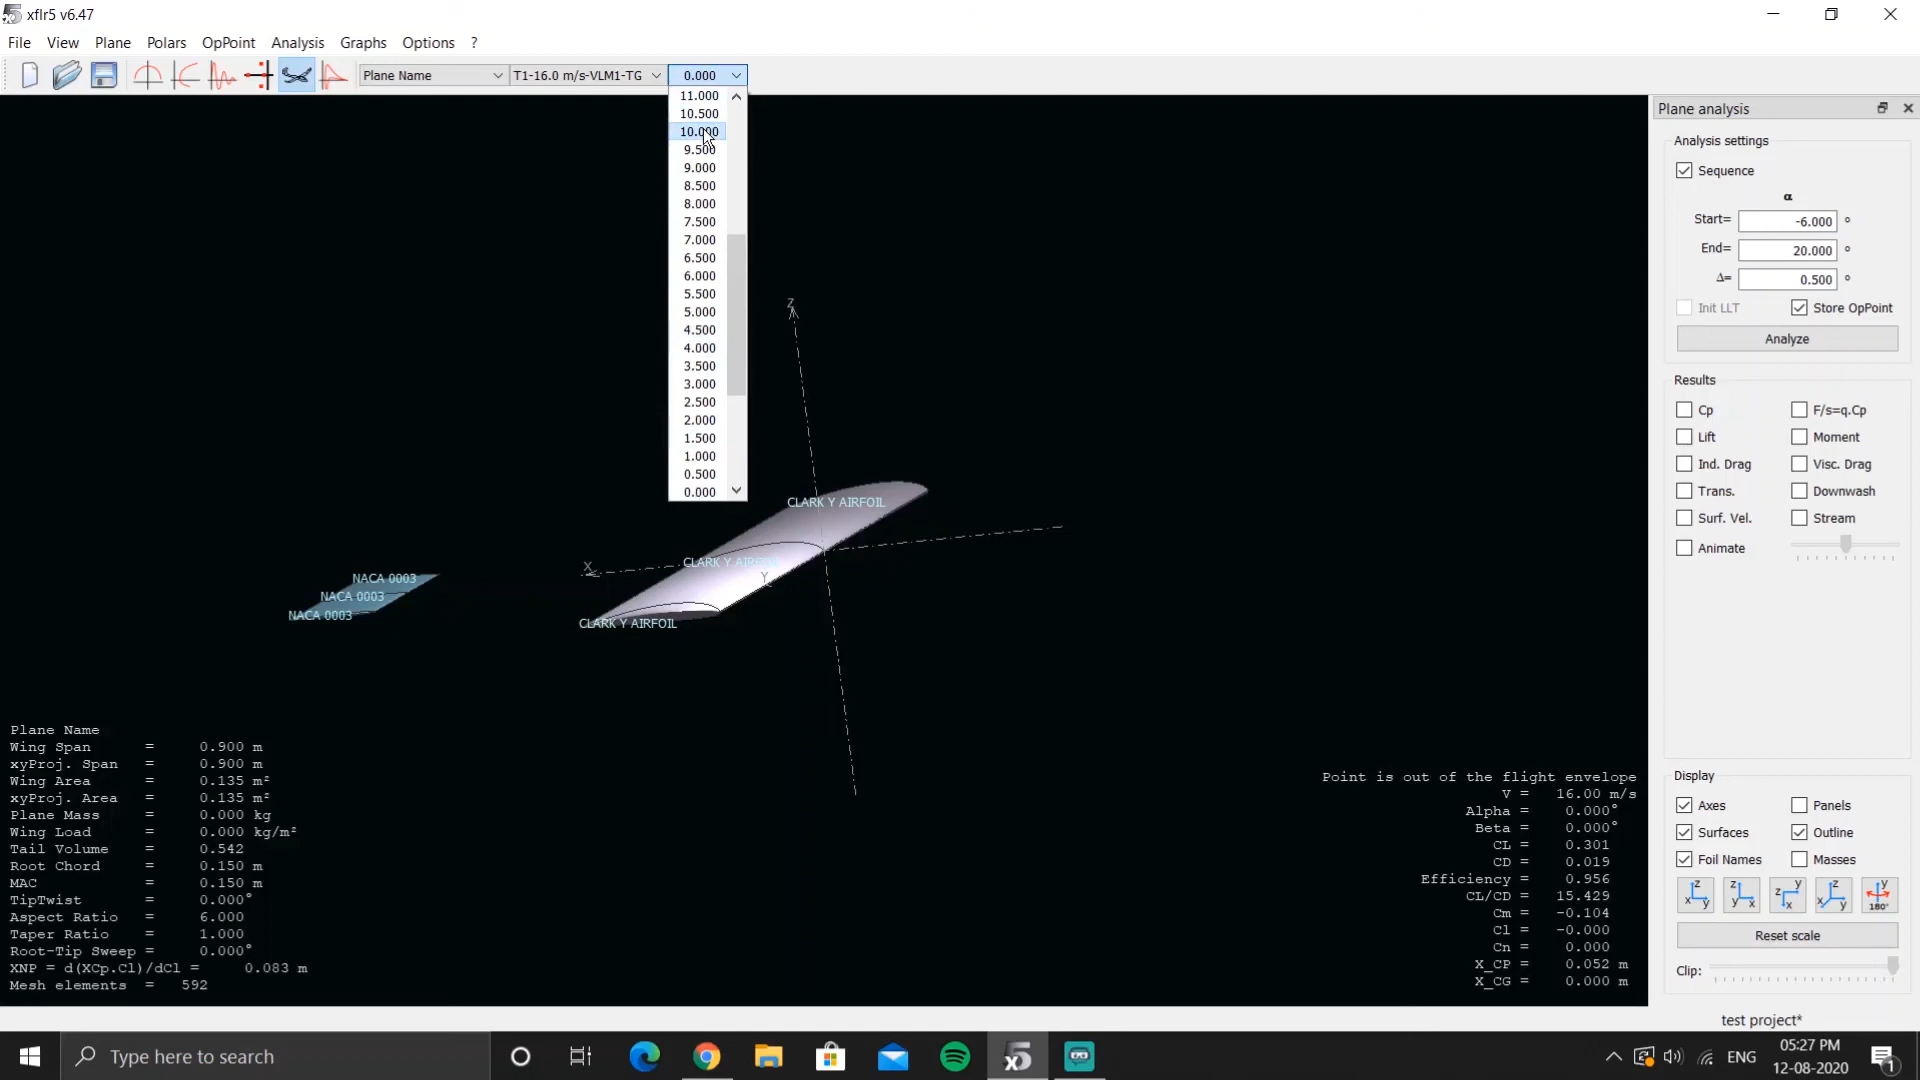 xflr5 v6.47
File View Plane Polars OpPoint Analysis Graphs Options ?
Plane Name T1-16.0 m/s-VLM1-TG 0.000
11.000
10.500
10.000
9.500
9.000
8.500
8.000
7.500
7.000
6.500
6.000
5.500
5.000
4.500
4.000
3.500
3.000
2.500
2.000
1.500
1.000
0.500
0.000
Z
X
Y
CLARK Y AIRFOIL
CLARK Y AIRFOIL
CLARK Y AIRFOIL
NACA 0003
NACA 0003
NACA 0003
Plane Name
Wing Span = 0.900 m
xyProj. Span = 0.900 m
Wing Area = 0.135 m²
xyProj. Area = 0.135 m²
Plane Mass = 0.000 kg
Wing Load = 0.000 kg/m²
Tail Volume = 0.542
Root Chord = 0.150 m
MAC = 0.150 m
TipTwist = 0.000°
Aspect Ratio = 6.000
Taper Ratio = 1.000
Root-Tip Sweep = 0.000°
XNP = d(XCp.Cl)/dCl = 0.083 m
Mesh elements = 592
Point is out of the flight envelope
V = 16.00 m/s
Alpha = 0.000°
Beta = 0.000°
CL = 0.301
CD = 0.019
Efficiency = 0.956
CL/CD = 15.429
Cm = -0.104
Cl = -0.000
Cn = 0.000
X_CP = 0.052 m
X_CG = 0.000 m
Plane analysis
Analysis settings
Sequence
α
Start= -6.000 °
End= 20.000 °
Δ= 0.500 °
Init LLT Store OpPoint
Analyze
Results
Cp F/s=q.Cp
Lift Moment
Ind. Drag Visc. Drag
Trans. Downwash
Surf. Vel. Stream
Animate
Display
Axes Panels
Surfaces Outline
Foil Names Masses
z x y z y x z y x z x y y 180°
Reset scale
Clip:
test project*
Type here to search
x5
ENG
05:27 PM
12-08-2020
1